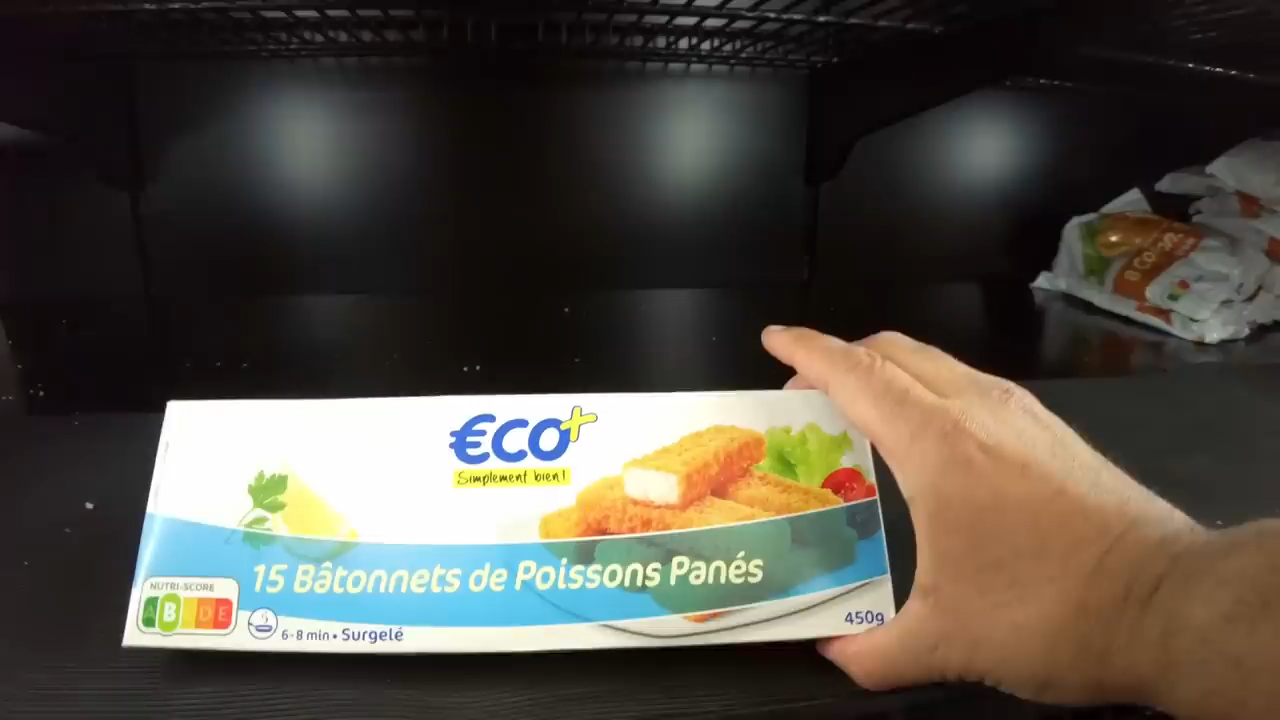 €CO+
Simplement bien !
15 Bâtonnets de Poissons Panés
NUTRI-SCORE
A B D E
6-8 min • Surgelé
450g